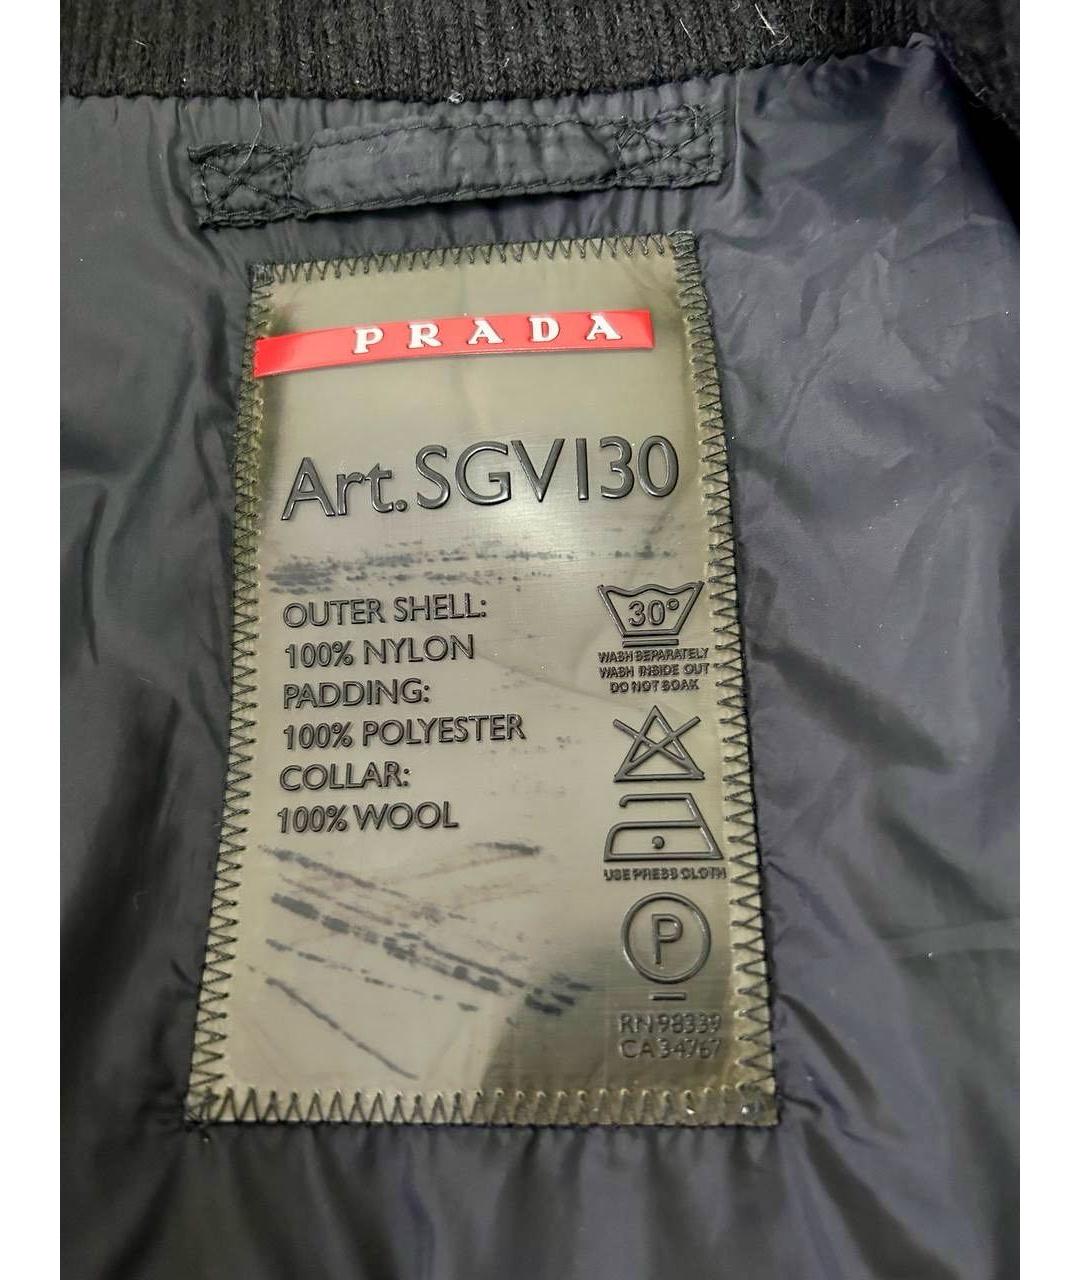 PRADA
Art.SGV130
OUTER SHELL:
100% NYLON
PADDING:
100% POLYESTER
COLLAR:
100% WOOL
30°
WASH SEPARATELY
WASH INSIDE OUT
DO NOT SOAK
USE PRESS CLOTH
P
RN 98339
CA 34767